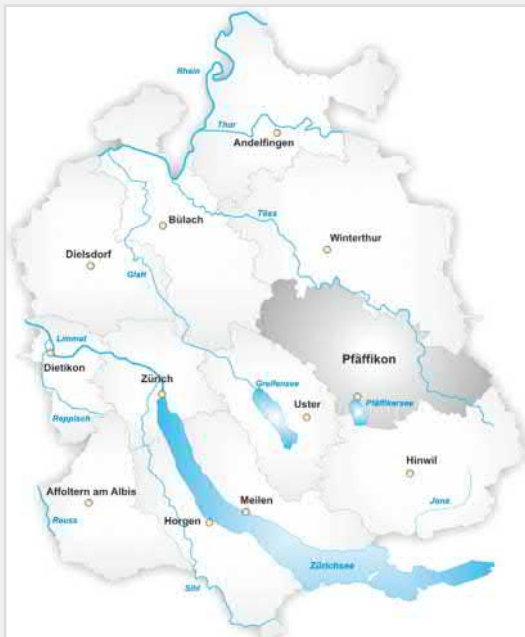 Rhein
Thur
Andelfingen
Bülach
Töss
Winterthur
Dielsdorf
Glatt
Limmat
Dietikon
Pfäffikon
Zürich
Greifensee
Pfäffikersee
Reppisch
Uster
Hinwil
Affoltern am Albis
Meilen
Jona
Reuss
Horgen
Zürichsee
Sihl